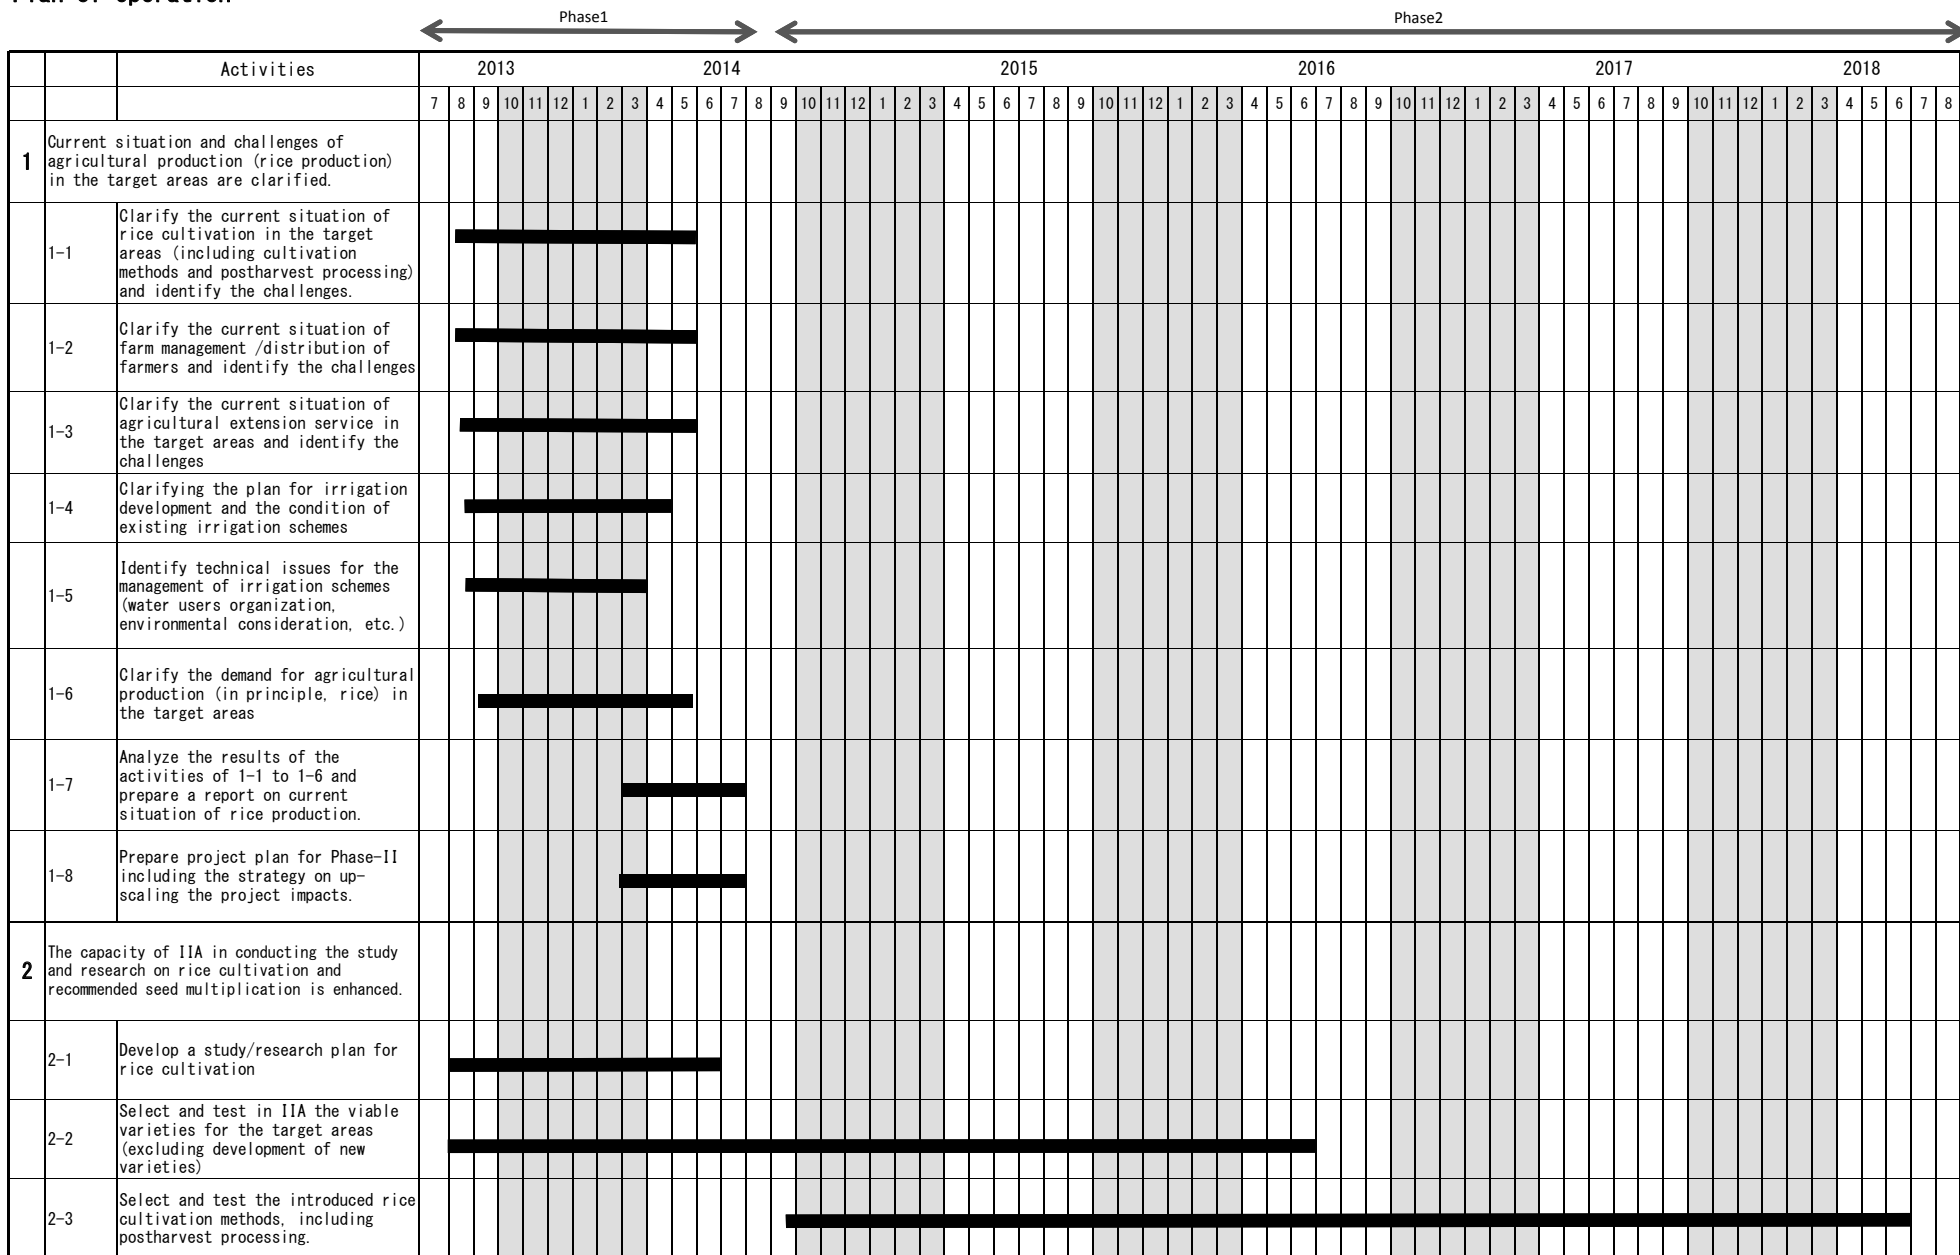 Phase1 Phase2
Activities 2013 2014 2015 2016 2017 2018
7 8 9 10 11 12 1 2 3 4 5 6 7 8 9 10 11 12 1 2 3 4 5 6 7 8 9 10 11 12 1 2 3 4 5 6 7 8 9 10 11 12 1 2 3 4 5 6 7 8 9 10 11 12 1 2 3 4 5 6 7 8
1
Current situation and challenges of
agricultural production (rice production)
in the target areas are clarified.
1-1
Clarify the current situation of
rice cultivation in the target
areas (including cultivation
methods and postharvest processing)
and identify the challenges.
1-2
Clarify the current situation of
farm management /distribution of
farmers and identify the challenges
1-3
Clarify the current situation of
agricultural extension service in
the target areas and identify the
challenges
1-4
Clarifying the plan for irrigation
development and the condition of
existing irrigation schemes
1-5
Identify technical issues for the
management of irrigation schemes
(water users organization,
environmental consideration, etc.)
1-6
Clarify the demand for agricultural
production (in principle, rice) in
the target areas
1-7
Analyze the results of the
activities of 1-1 to 1-6 and
prepare a report on current
situation of rice production.
1-8
Prepare project plan for Phase-II
including the strategy on up-
scaling the project impacts.
2
The capacity of IIA in conducting the study
and research on rice cultivation and
recommended seed multiplication is enhanced.
2-1
Develop a study/research plan for
rice cultivation
2-2
Select and test in IIA the viable
varieties for the target areas
(excluding development of new
varieties)
2-3
Select and test the introduced rice
cultivation methods, including
postharvest processing.